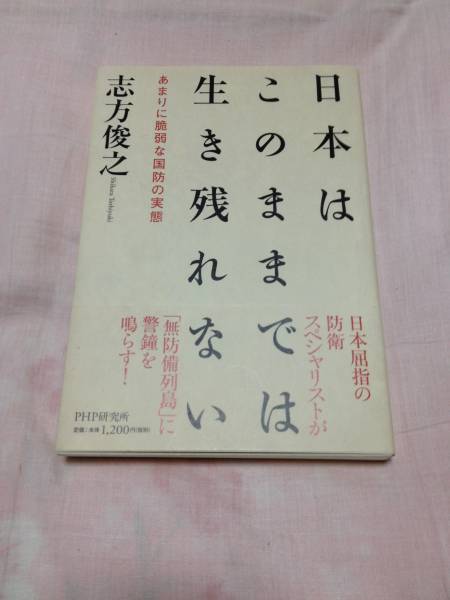 日本は
このままでは
生き残れない
あまりに脆弱な国防の実態
志方俊之
Shikata Toshiyuki
日本屈指の
防衛
スペシャリストが
「無防備列島」に
警鐘を
鳴らす!
PHP研究所
定価:本体1,200円(税別)